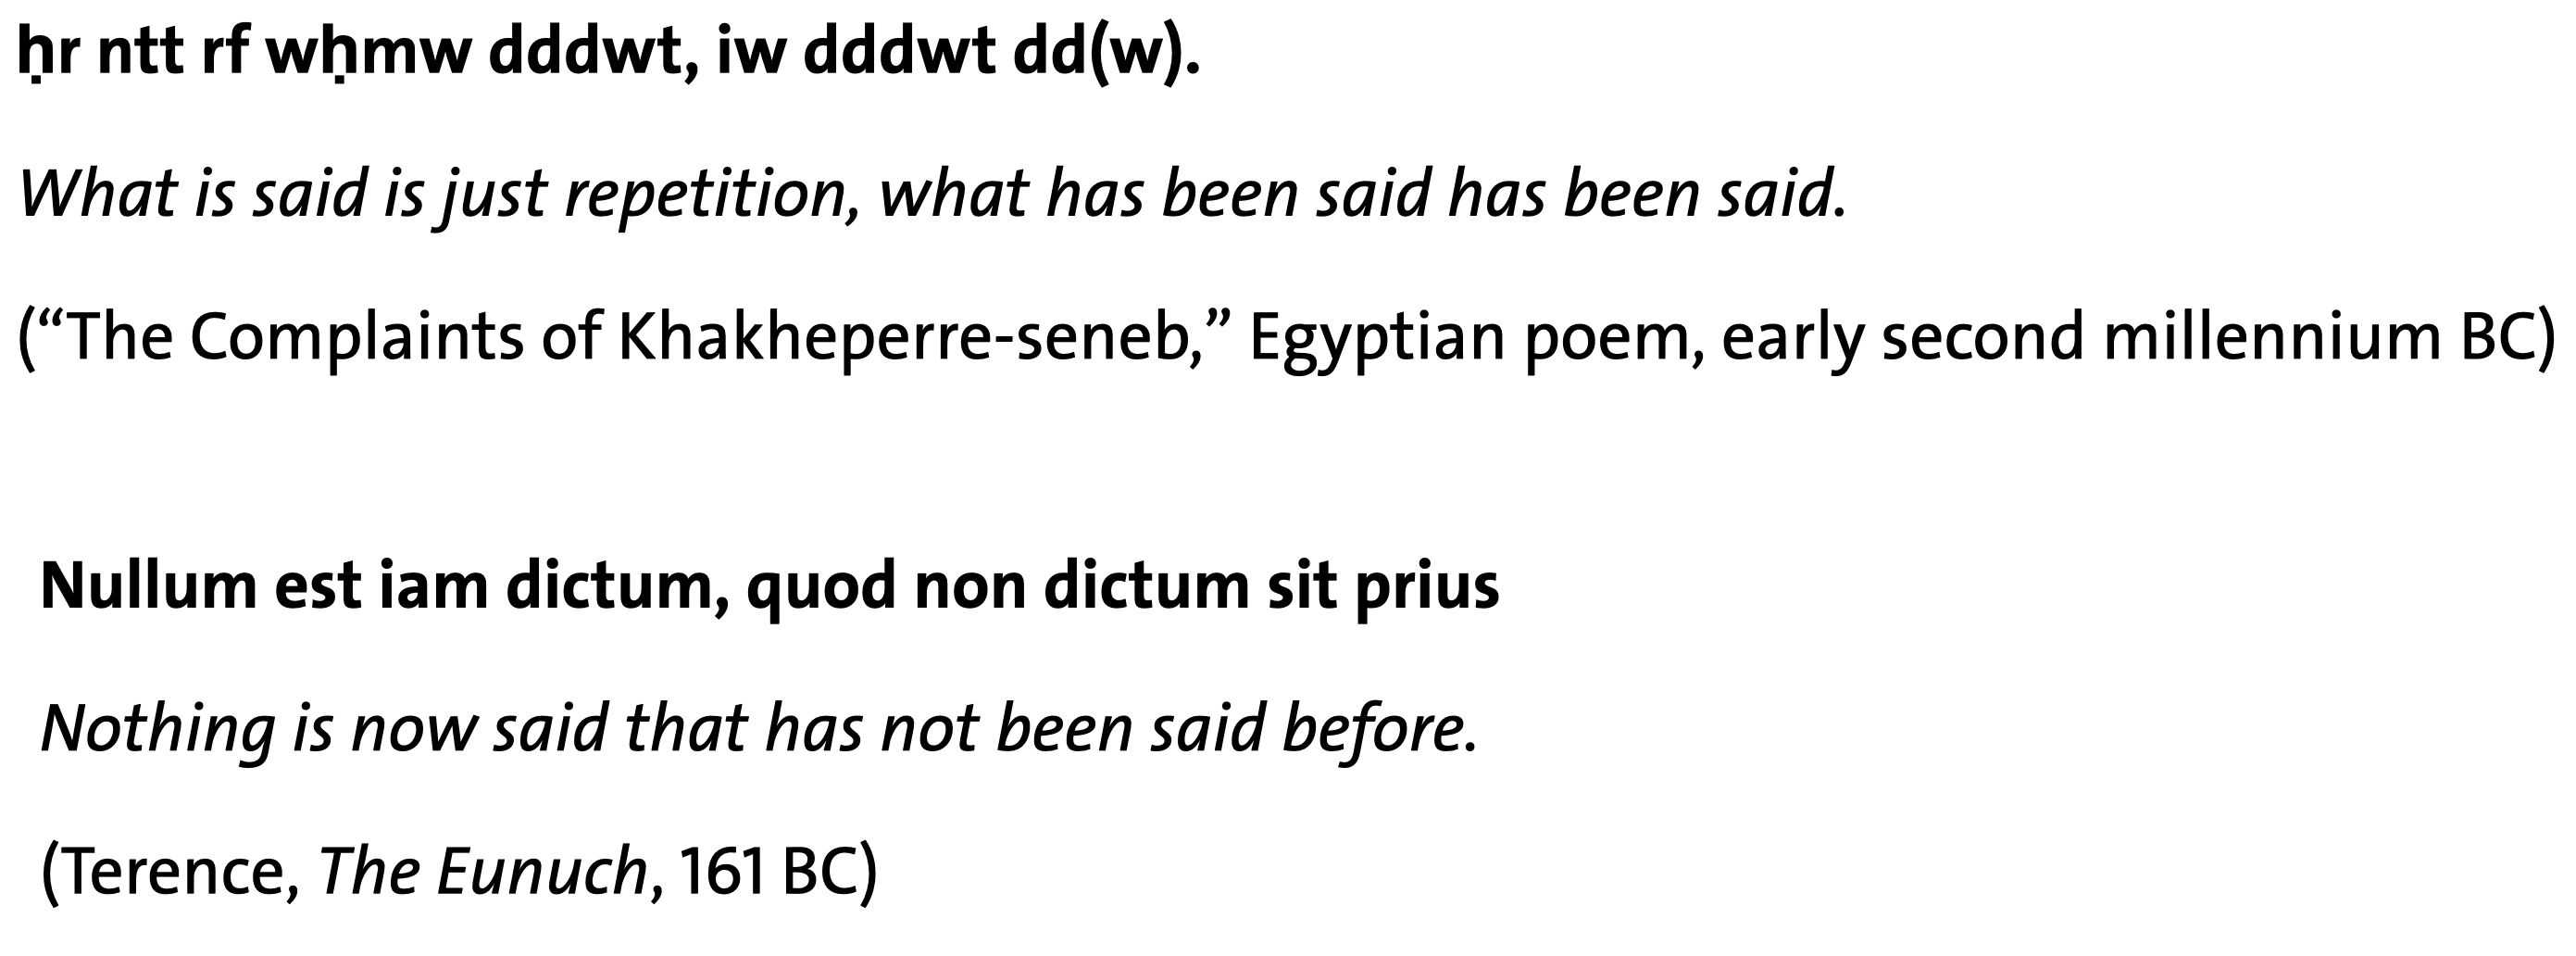 ḥr ntt rf wḥmw dddwt, iw dddwt dd(w).
What is said is just repetition, what has been said has been said.
(“The Complaints of Khakheperre-seneb,” Egyptian poem, early second millennium BC)
Nullum est iam dictum, quod non dictum sit prius
Nothing is now said that has not been said before.
(Terence, The Eunuch, 161 BC)